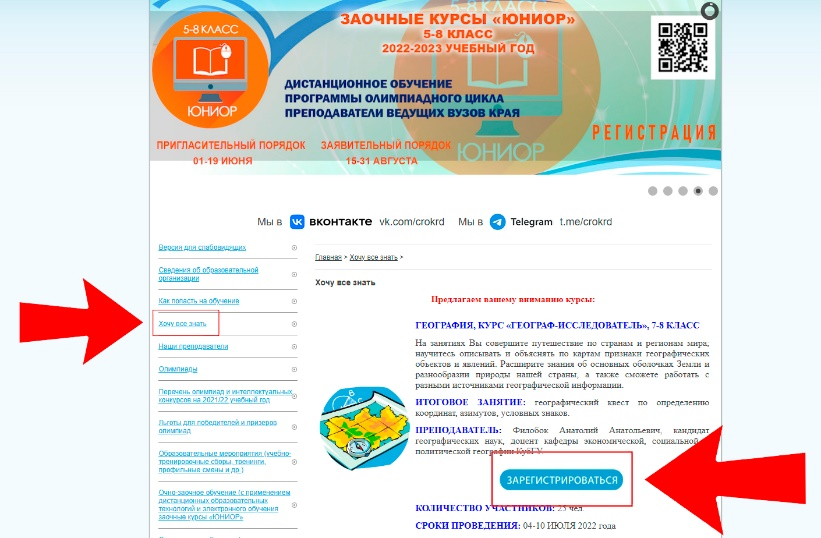 5-8 КЛАСС
ЮНИОР
ЗАОЧНЫЕ КУРСЫ «ЮНИОР»
5-8 КЛАСС
2022-2023 УЧЕБНЫЙ ГОД
ДИСТАНЦИОННОЕ ОБУЧЕНИЕ
ПРОГРАММЫ ОЛИМПИАДНОГО ЦИКЛА
ПРЕПОДАВАТЕЛИ ВЕДУЩИХ ВУЗОВ КРАЯ
ЮНИОР
РЕГИСТРАЦИЯ
ПРИГЛАСИТЕЛЬНЫЙ ПОРЯДОК
01-19 ИЮНЯ
ЗАЯВИТЕЛЬНЫЙ ПОРЯДОК
15-31 АВГУСТА
Мы в вконтакте vk.com/crokrd Мы в Telegram t.me/crokrd
Версия для слабовидящих
Сведения об образовательной
организации
Как попасть на обучение
Хочу все знать
Наши преподаватели
Олимпиады
Перечень олимпиад и интеллектуальных
конкурсов на 2021/22 учебный год
Льготы для победителей и призеров
олимпиад
Образовательные мероприятия (учебно-
тренировочные сборы, тренинги,
профильные смены и др.)
Очно-заочное обучение (с применением
дистанционных образовательных
технологий и электронного обучения
заочные курсы «ЮНИОР»
Главная > Хочу все знать >
Хочу все знать
Предлагаем вашему вниманию курсы:
ГЕОГРАФИЯ, КУРС «ГЕОГРАФ-ИССЛЕДОВАТЕЛЬ», 7-8 КЛАСС
На занятиях Вы совершите путешествие по странам и регионам мира,
научитесь описывать и объяснять по картам признаки географических
объектов и явлений. Расширите знания об основных оболочках Земли и
разнообразии природы нашей страны, а также сможете работать с
разными источниками географической информации.
ИТОГОВОЕ ЗАНЯТИЕ: географический квест по определению
координат, азимутов, условных знаков.
ПРЕПОДАВАТЕЛЬ: Филобок Анатолий Анатольевич, кандидат
географических наук, доцент кафедры экономической, социальной
политической географии КубГУ.
ЗАРЕГИСТРИРОВАТЬСЯ
КОЛИЧЕСТВО УЧАСТНИКОВ: 25 чел.
СРОКИ ПРОВЕДЕНИЯ: 04-10 ИЮЛЯ 2022 года